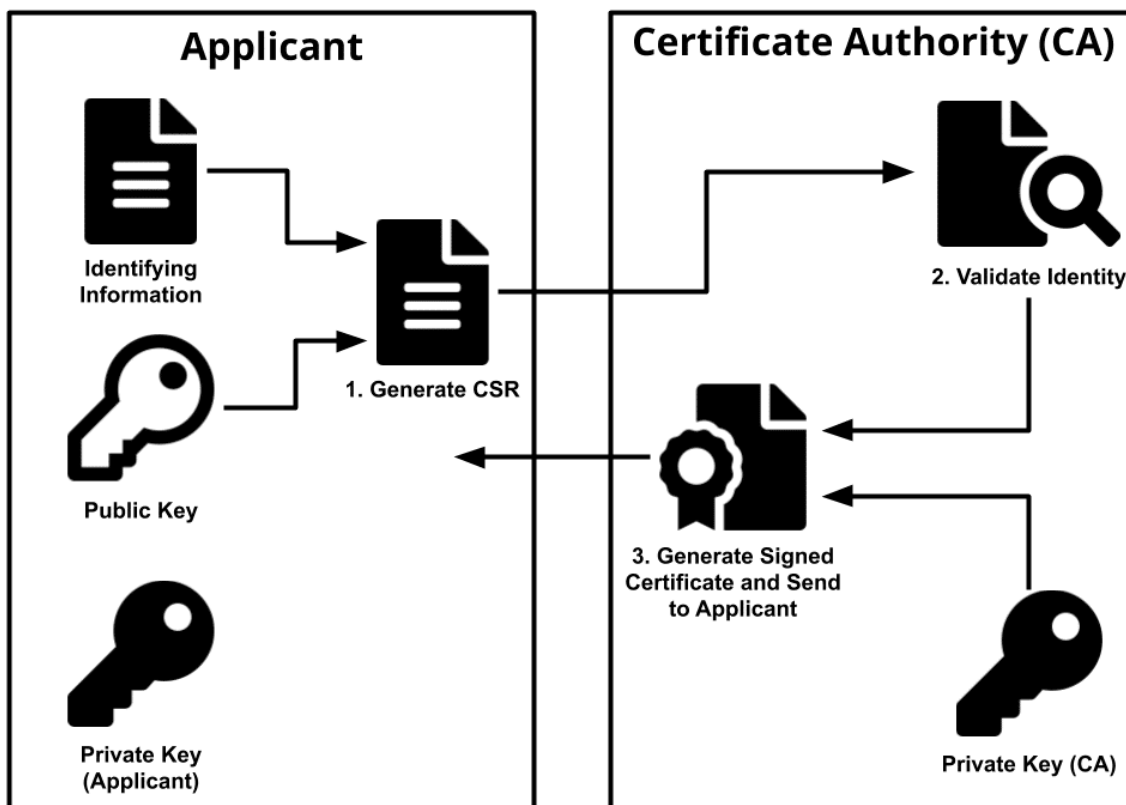 Applicant
Identifying
Information
Public Key
Private Key
(Applicant)
1. Generate CSR
Certificate Authority (CA)
2. Validate Identity
3. Generate Signed
Certificate and Send
to Applicant
Private Key (CA)